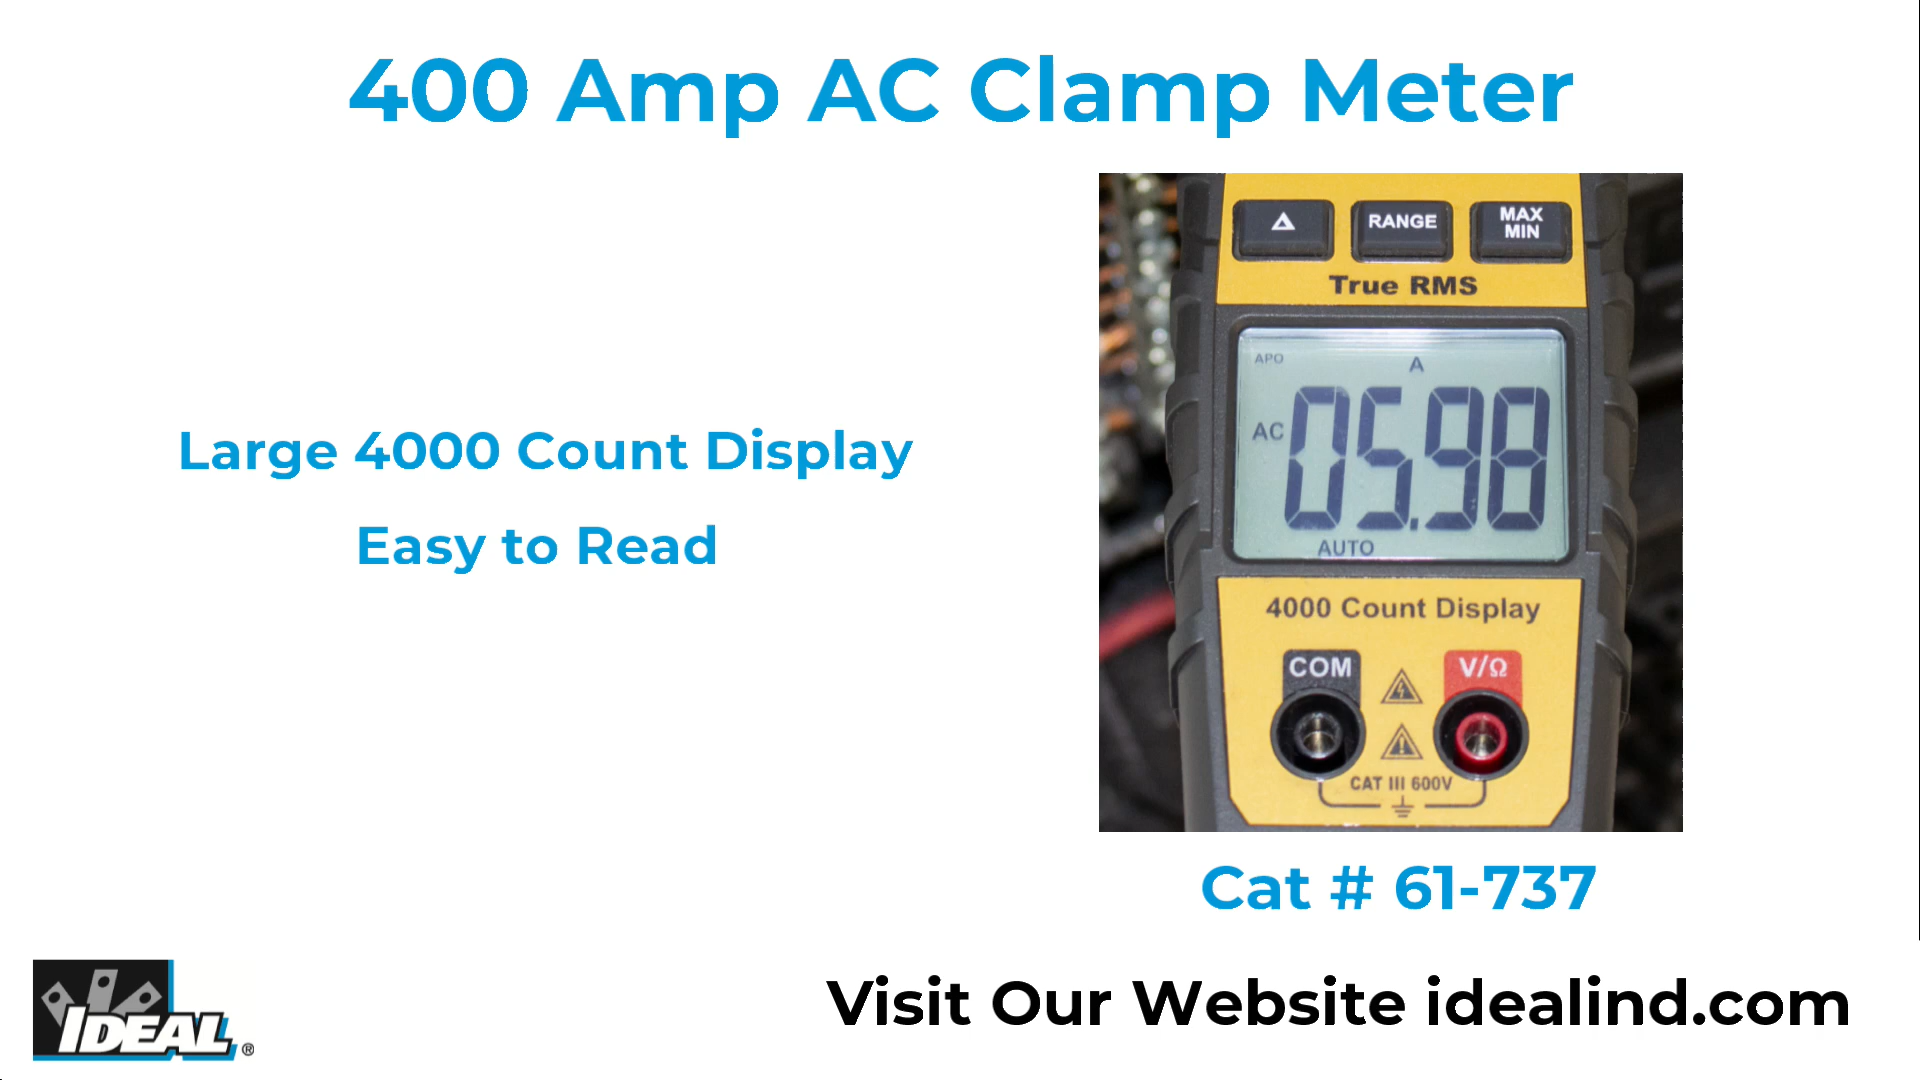 400 Amp AC Clamp Meter
Large 4000 Count Display
Easy to Read
RANGE
MAX
MIN
True RMS
APO
A
AC
05.98
AUTO
4000 Count Display
COM
V/Ω
CAT III 600V
Cat # 61-737
IDEAL®
Visit Our Website idealind.com